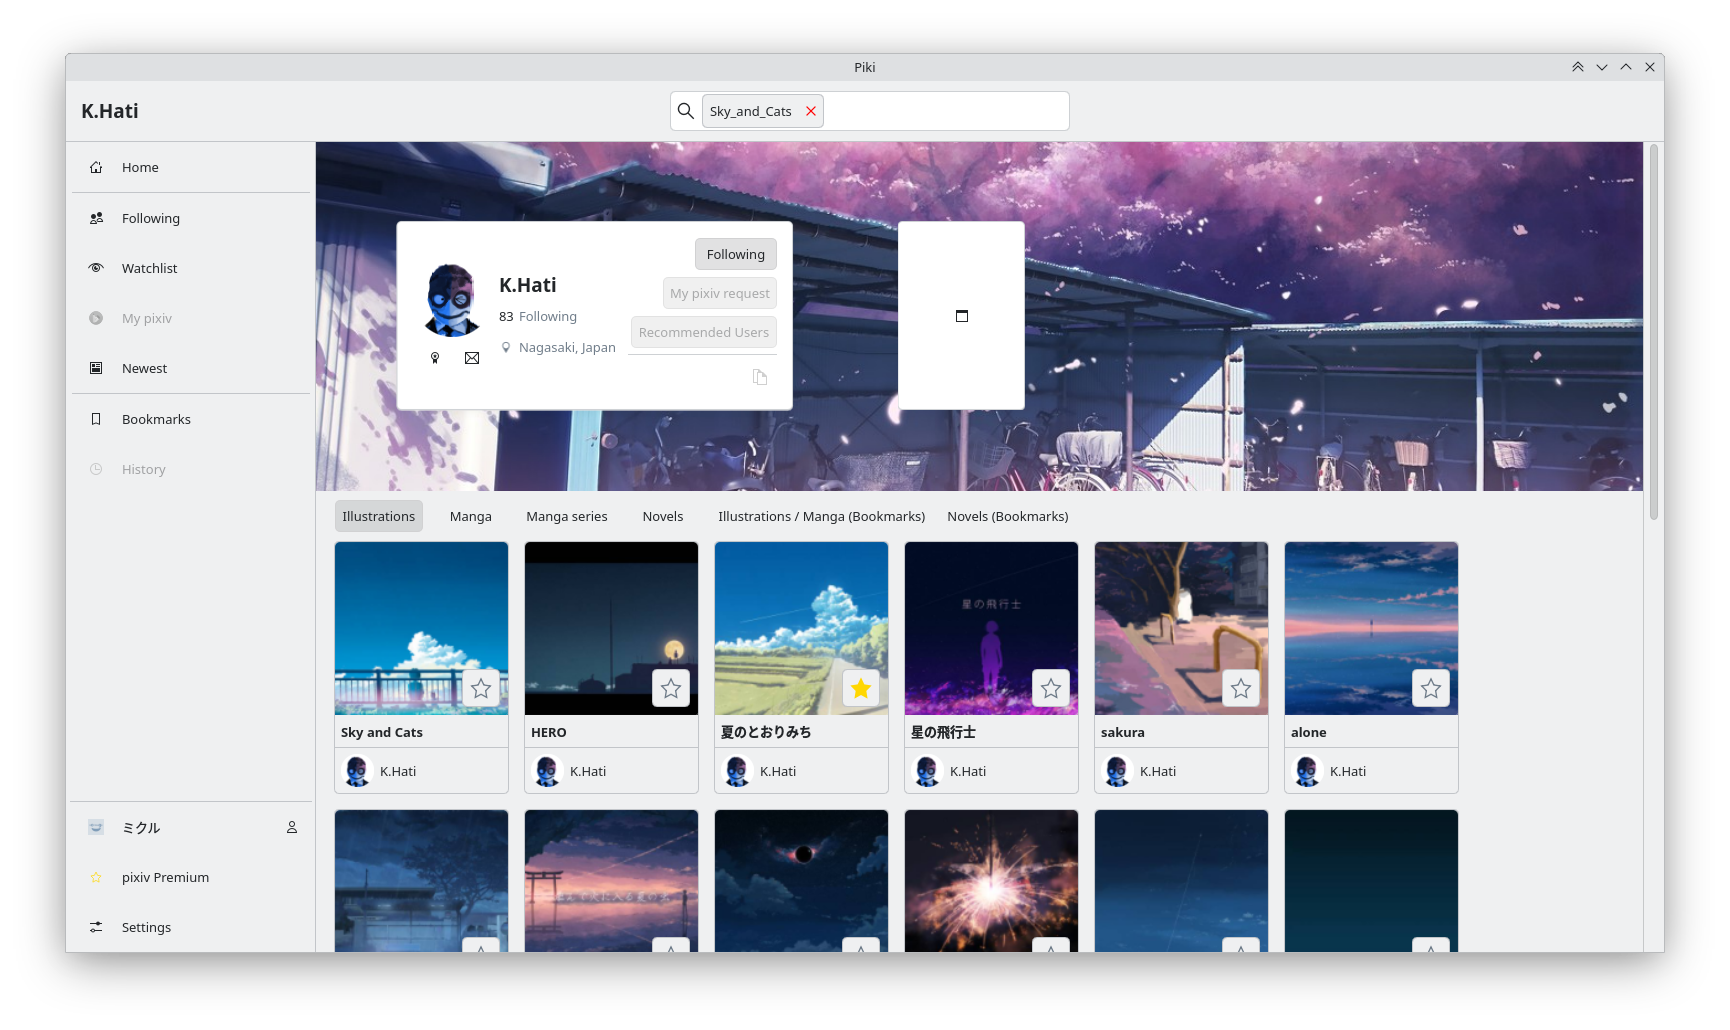 Piki
K.Hati
Sky_and_Cats
Home
Following
Watchlist
My pixiv
Newest
Bookmarks
History
ミクル
pixiv Premium
Settings
Following
K.Hati
My pixiv request
83 Following
Recommended Users
Nagasaki, Japan
Illustrations
Manga
Manga series
Novels
Illustrations / Manga (Bookmarks)
Novels (Bookmarks)
星の飛行士
Sky and Cats
HERO
夏のとおりみち
星の飛行士
sakura
alone
K.Hati
K.Hati
K.Hati
K.Hati
K.Hati
K.Hati